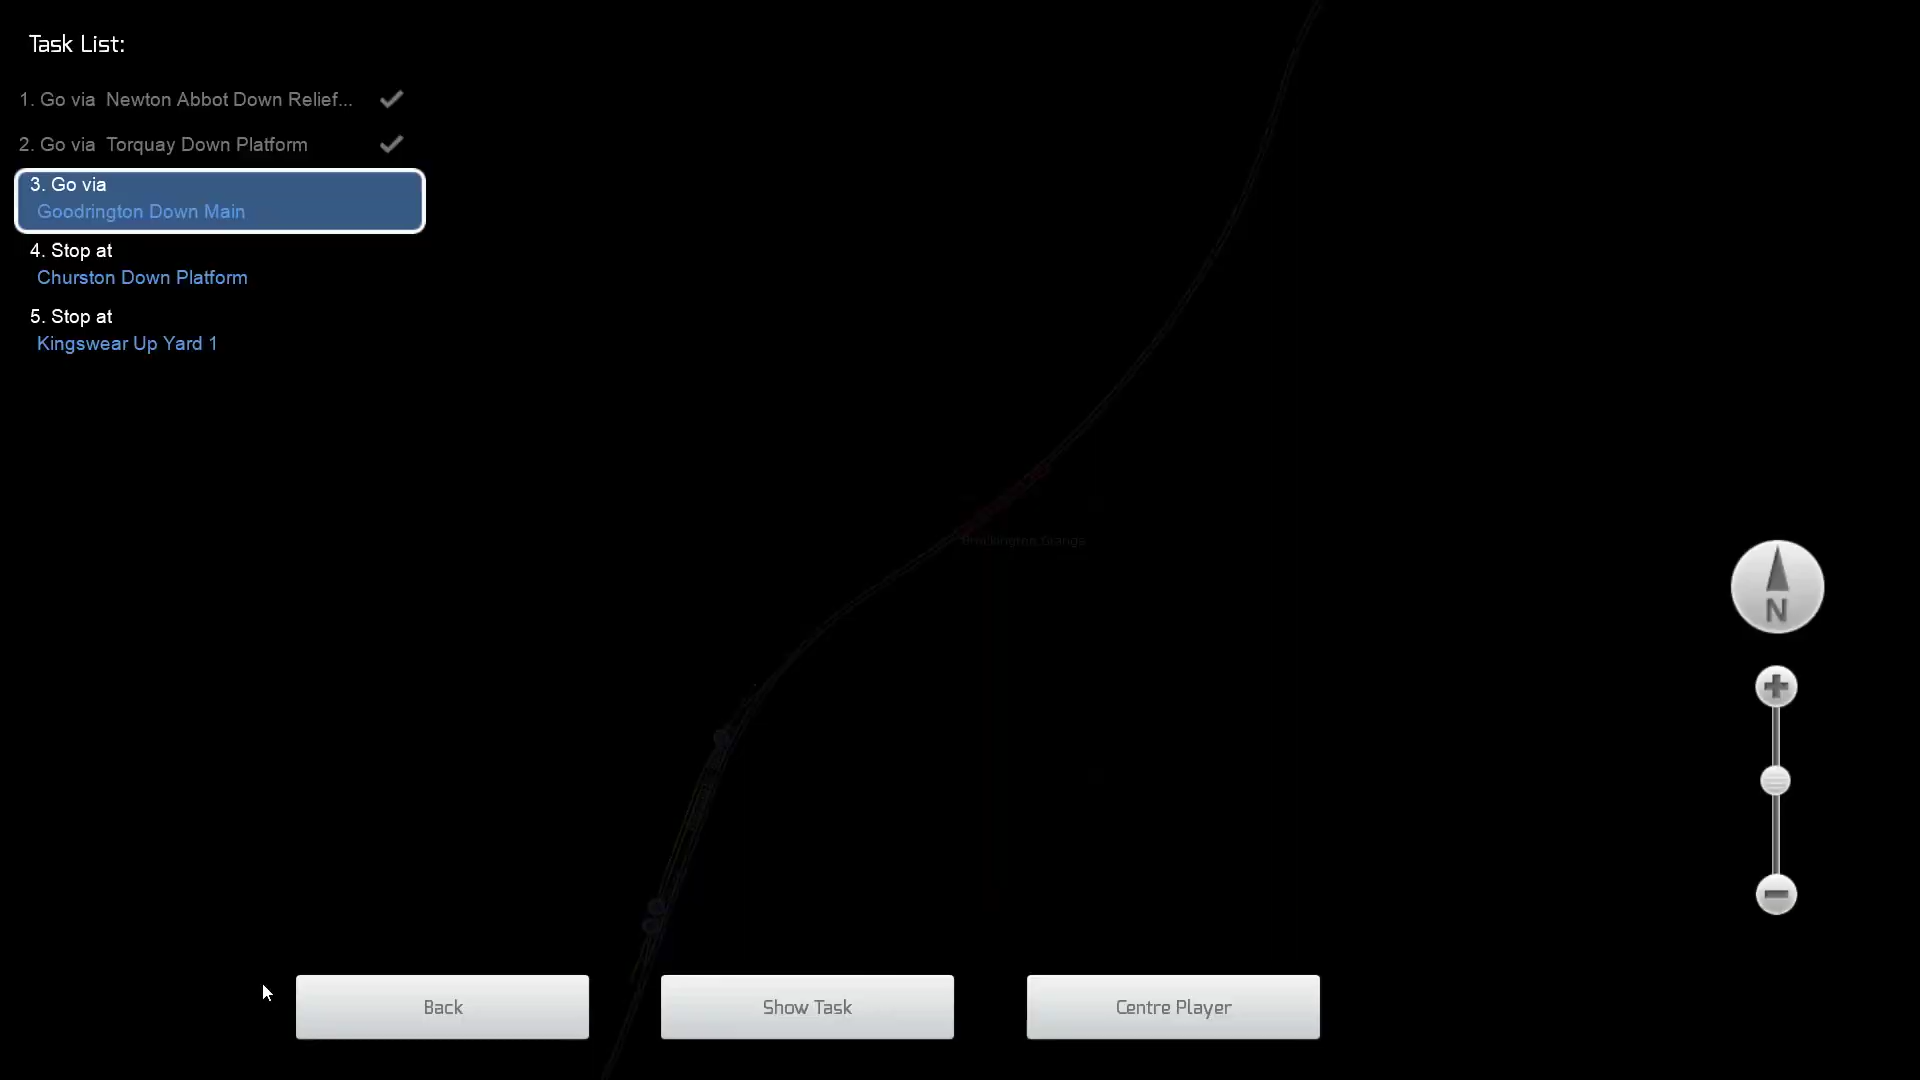 Task List:
1. Go via Newton Abbot Down Relief...
2. Go via Torquay Down Platform
3. Go via
Goodrington Down Main
4. Stop at
Churston Down Platform
5. Stop at
Kingswear Up Yard 1
N
Back
Show Task
Centre Player